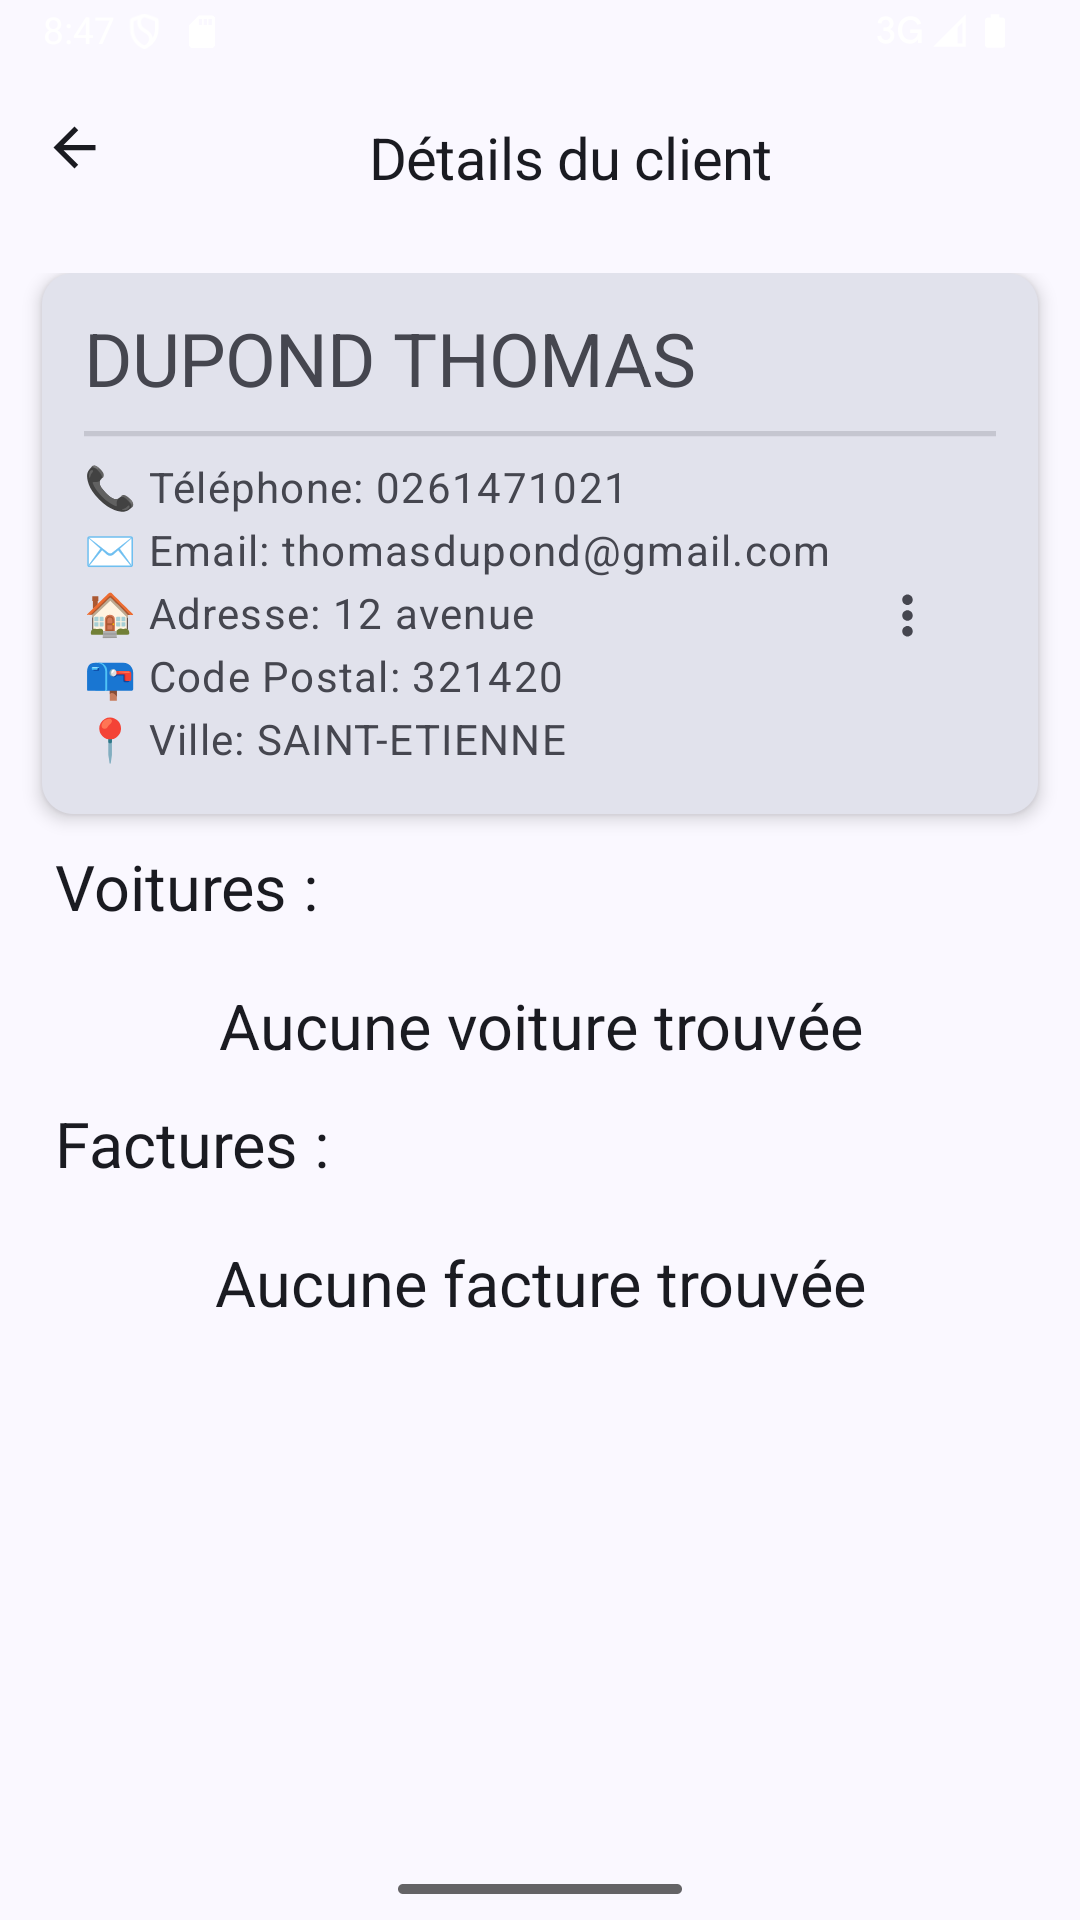 8:47 3G
Détails du client
DUPOND THOMAS
📞 Téléphone: 0261471021
✉️ Email: thomasdupond@gmail.com
🏠 Adresse: 12 avenue
📪 Code Postal: 321420
📍 Ville: SAINT-ETIENNE
Voitures :
Aucune voiture trouvée
Factures :
Aucune facture trouvée